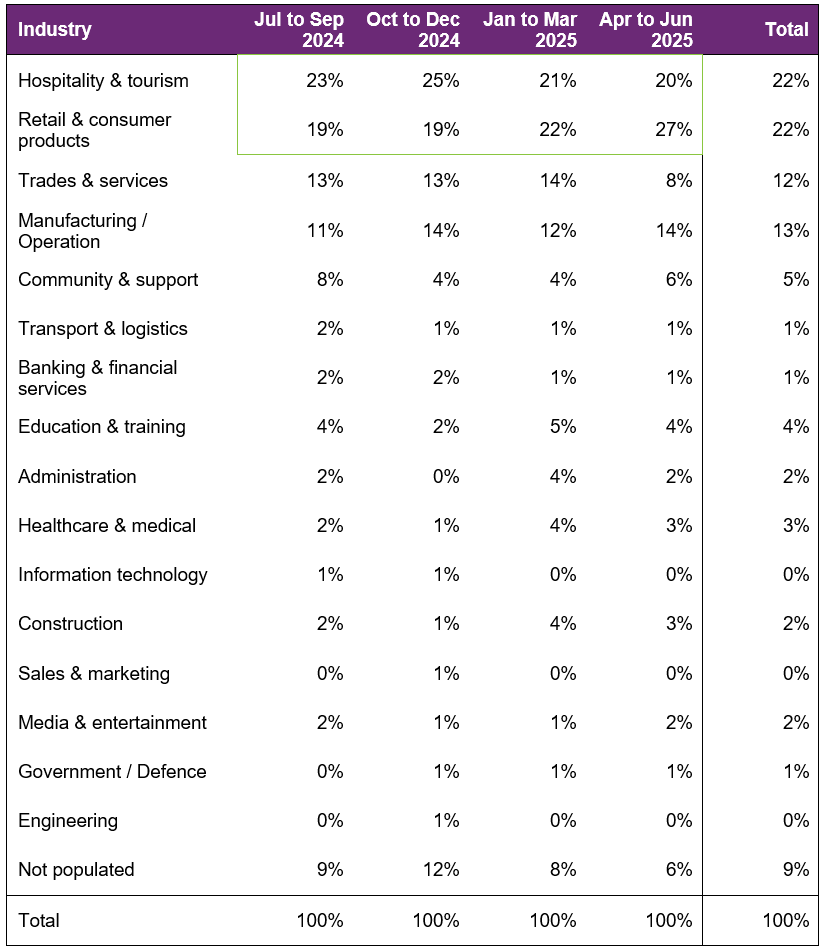 Industry Jul to Sep 2024 Oct to Dec 2024 Jan to Mar 2025 Apr to Jun 2025 Total
Hospitality & tourism 23% 25% 21% 20% 22%
Retail & consumer products 19% 19% 22% 27% 22%
Trades & services 13% 13% 14% 8% 12%
Manufacturing / Operation 11% 14% 12% 14% 13%
Community & support 8% 4% 4% 6% 5%
Transport & logistics 2% 1% 1% 1% 1%
Banking & financial services 2% 2% 1% 1% 1%
Education & training 4% 2% 5% 4% 4%
Administration 2% 0% 4% 2% 2%
Healthcare & medical 2% 1% 4% 3% 3%
Information technology 1% 1% 0% 0% 0%
Construction 2% 1% 4% 3% 2%
Sales & marketing 0% 1% 0% 0% 0%
Media & entertainment 2% 1% 1% 2% 2%
Government / Defence 0% 1% 1% 1% 1%
Engineering 0% 1% 0% 0% 0%
Not populated 9% 12% 8% 6% 9%
Total 100% 100% 100% 100% 100%